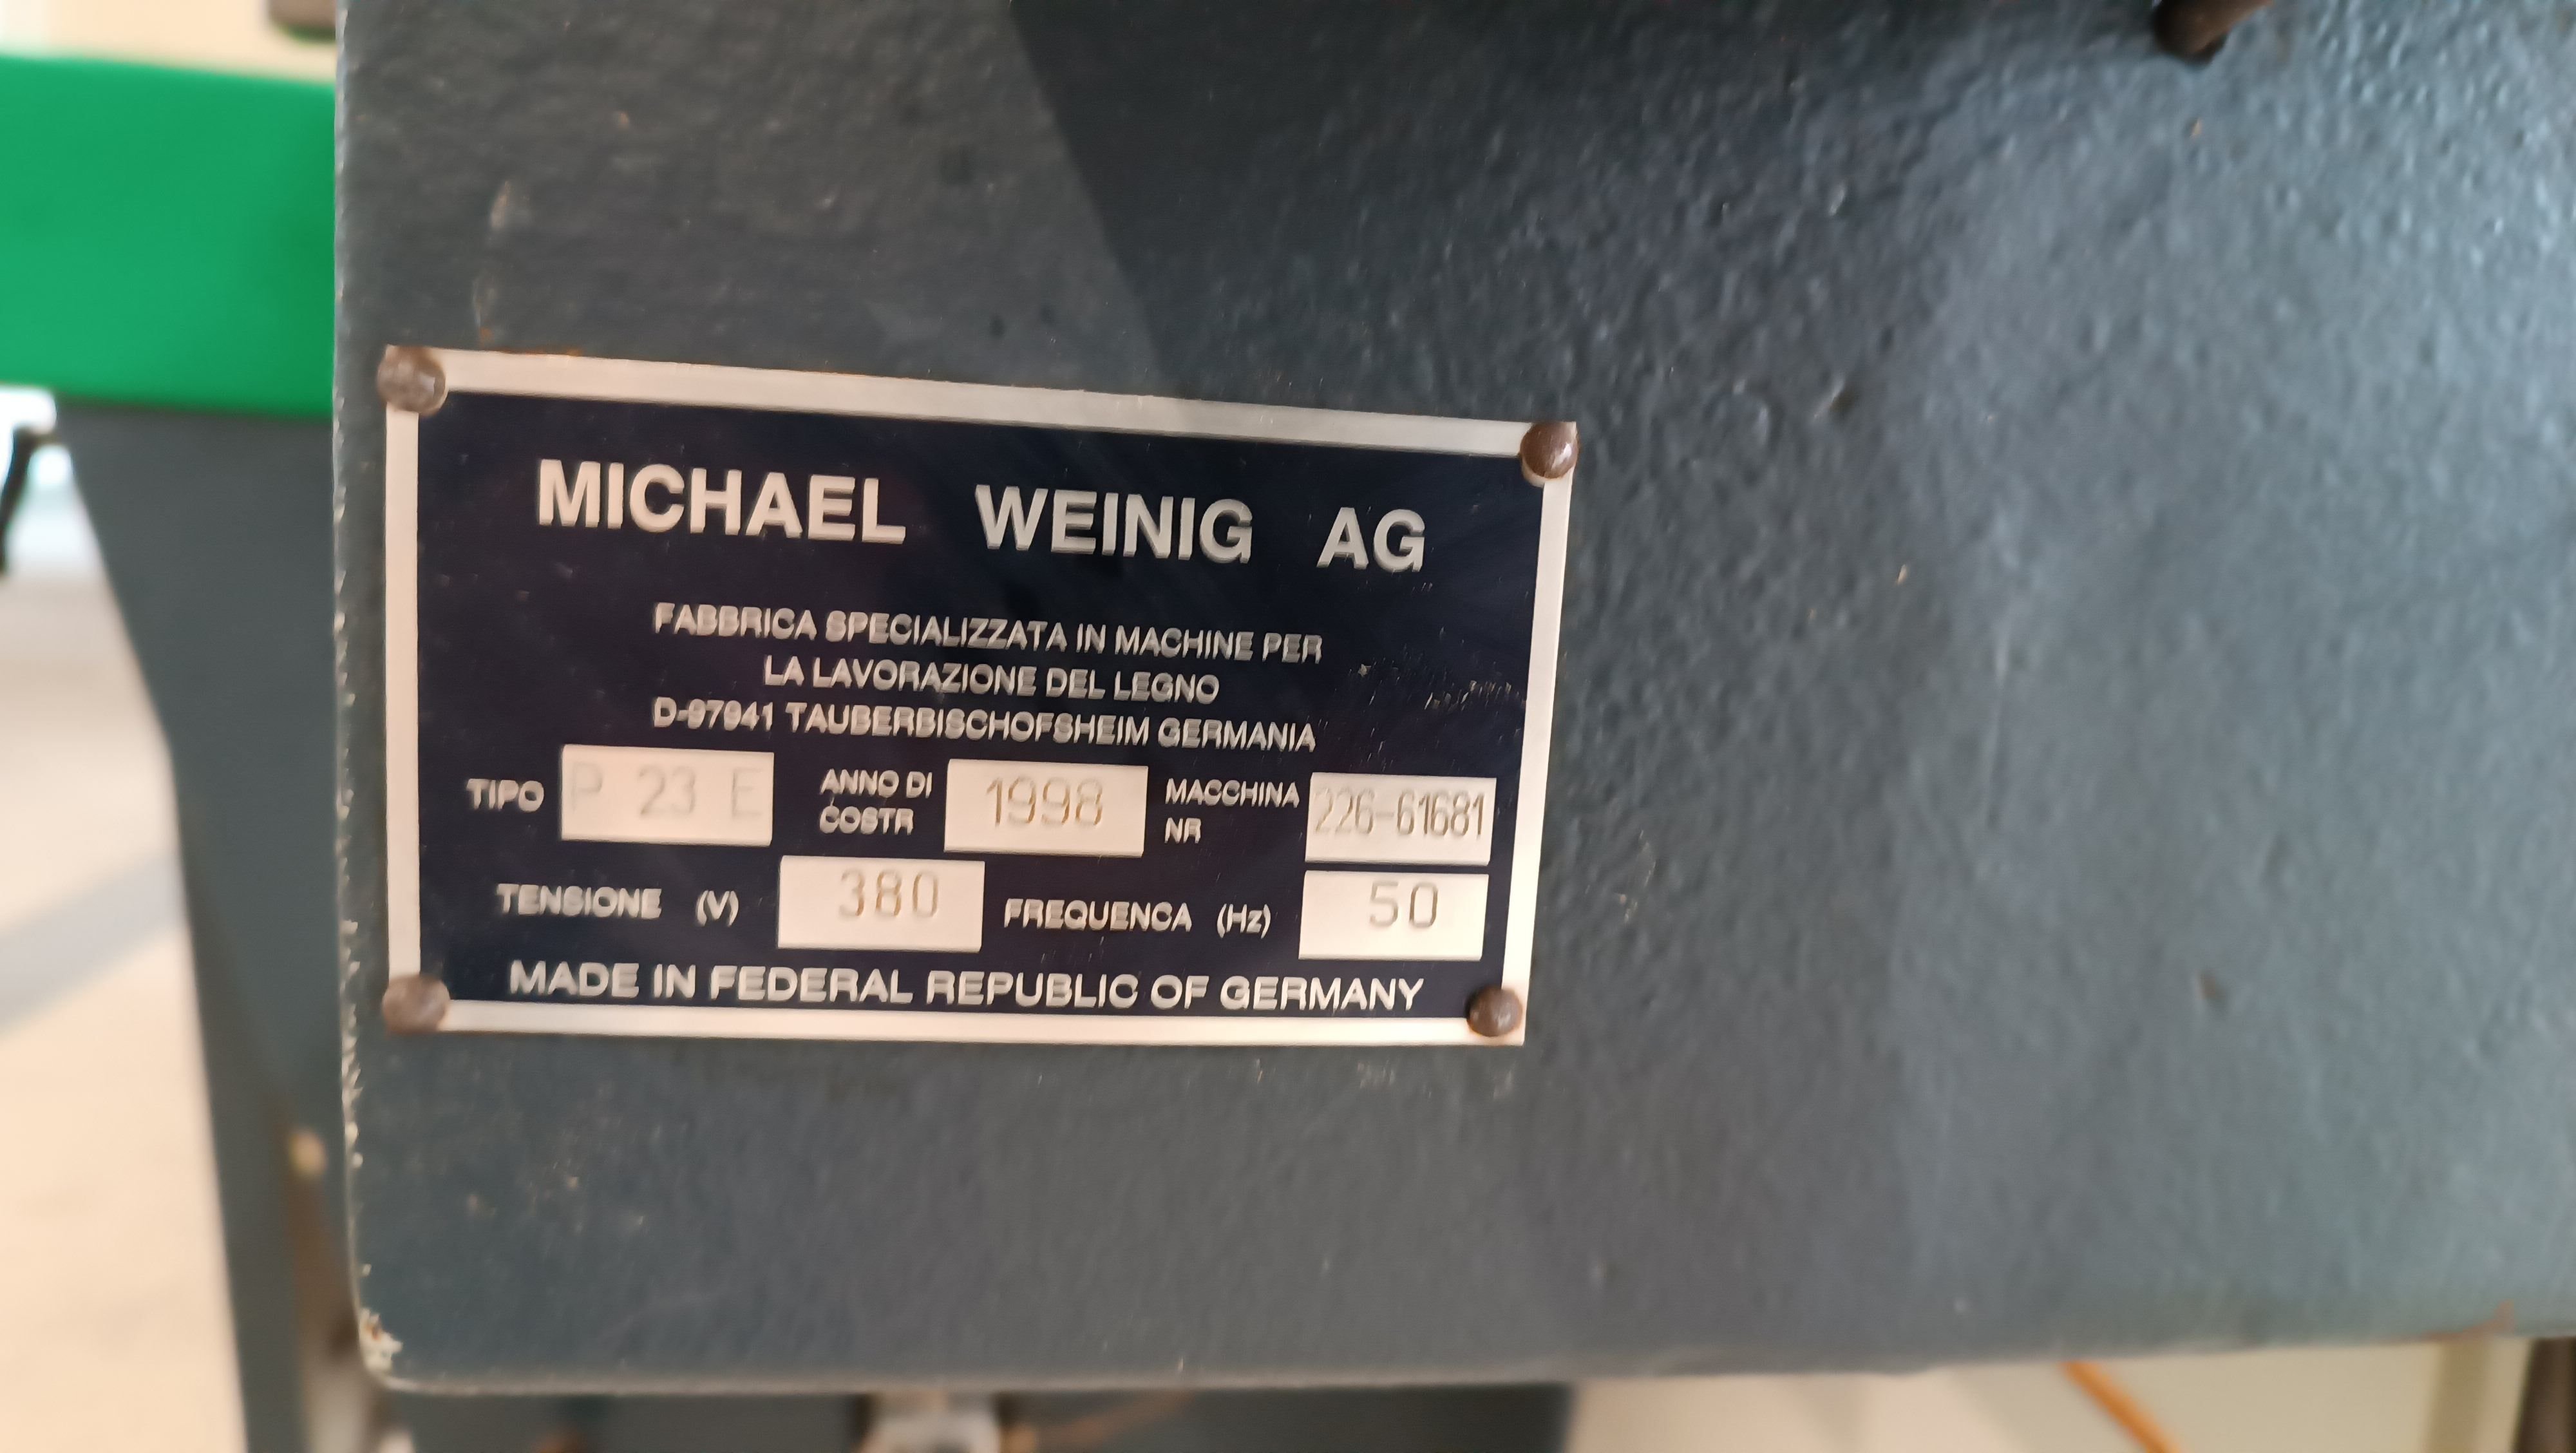 MICHAEL WEINIG AG
FABBRICA SPECIALIZZATA IN MACHINE PER
LA LAVORAZIONE DEL LEGNO
D-97941 TAUBERBISCHOFSHEIM GERMANIA
TIPO P 23 E ANNO DI COSTR 1998 MACCHINA NR 226-61681
TENSIONE (V) 380 FREQUENCA (Hz) 50
MADE IN FEDERAL REPUBLIC OF GERMANY